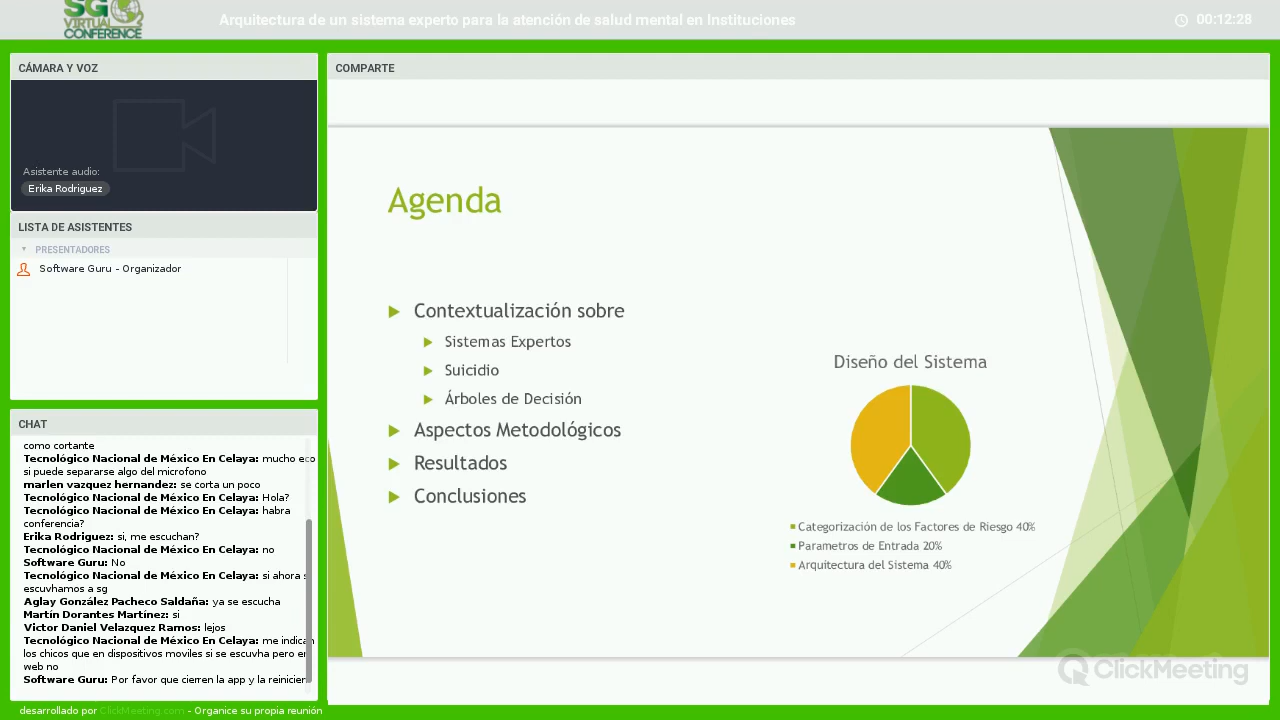 SG
VIRTUAL
CONFERENCE
Arquitectura de un sistema experto para la atención de salud mental en Instituciones
00:12:28
CÁMARA Y VOZ
Asistente audio:
Erika Rodriguez
LISTA DE ASISTENTES
PRESENTADORES
Software Guru - Organizador
CHAT
como cortante
Tecnológico Nacional de México En Celaya: mucho eco
si puede separarse algo del microfono
marlen vazquez hernandez: se corta un poco
Tecnológico Nacional de México En Celaya: Hola?
Tecnológico Nacional de México En Celaya: habra
conferencia?
Erika Rodriguez: si, me escuchan?
Tecnológico Nacional de México En Celaya: no
Software Guru: No
Tecnológico Nacional de México En Celaya: si ahora s
escuvhamos a sg
Aglay González Pacheco Saldaña: ya se escucha
Martín Dorantes Martínez: si
Victor Daniel Velazquez Ramos: lejos
Tecnológico Nacional de México En Celaya: me indican
los chicos que en dispositivos moviles si se escuvha pero en
web no
Software Guru: Por favor que cierren la app y la reinicien
desarrollado por ClickMeeting.com - Organice su propia reunión
COMPARTE
Agenda
Contextualización sobre
Sistemas Expertos
Suicidio
Árboles de Decisión
Aspectos Metodológicos
Resultados
Conclusiones
Diseño del Sistema
Categorización de los Factores de Riesgo 40%
Parametros de Entrada 20%
Arquitectura del Sistema 40%
ClickMeeting